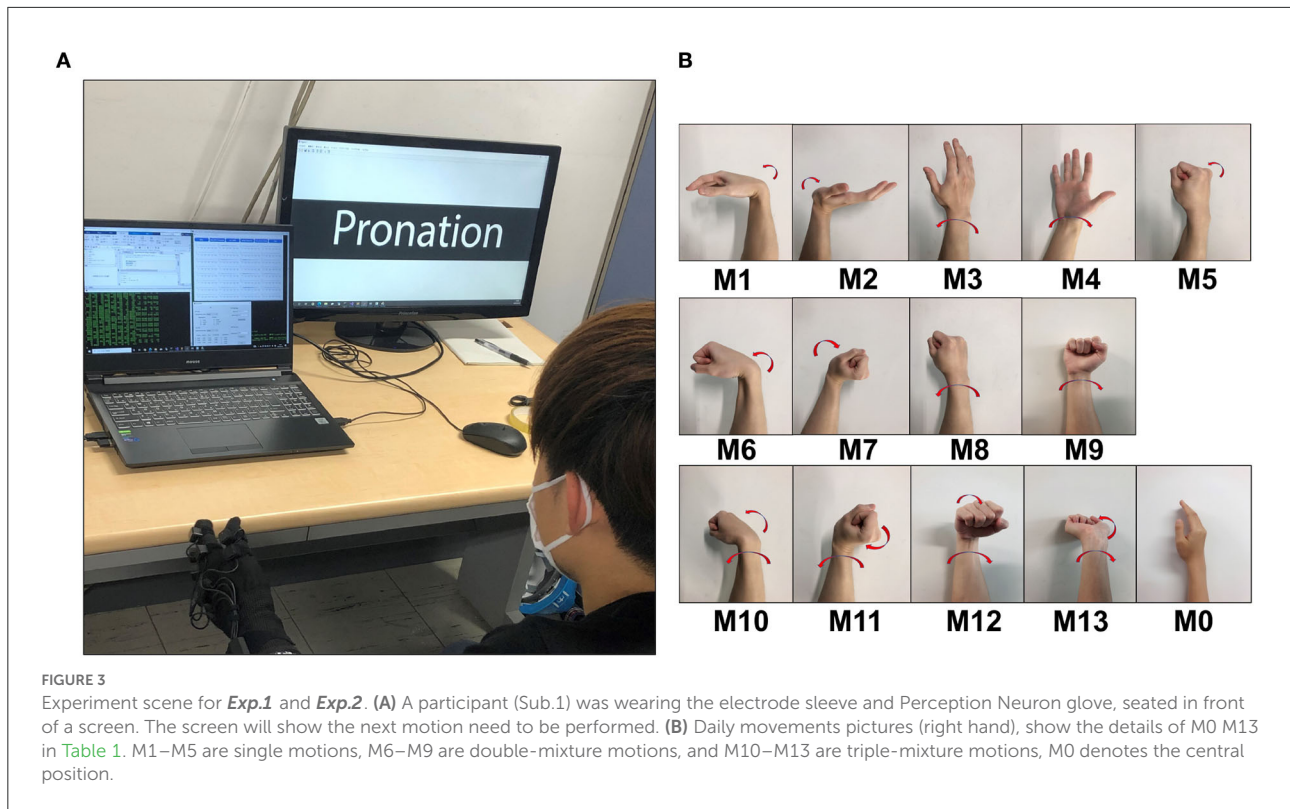 A
B
Pronation
M1 M2 M3 M4 M5
M6 M7 M8 M9
M10 M11 M12 M13 M0
FIGURE 3
Experiment scene for Exp.1 and Exp.2. (A) A participant (Sub.1) was wearing the electrode sleeve and Perception Neuron glove, seated in front
of a screen. The screen will show the next motion need to be performed. (B) Daily movements pictures (right hand), show the details of M0 M13
in Table 1. M1–M5 are single motions, M6–M9 are double-mixture motions, and M10–M13 are triple-mixture motions, M0 denotes the central
position.